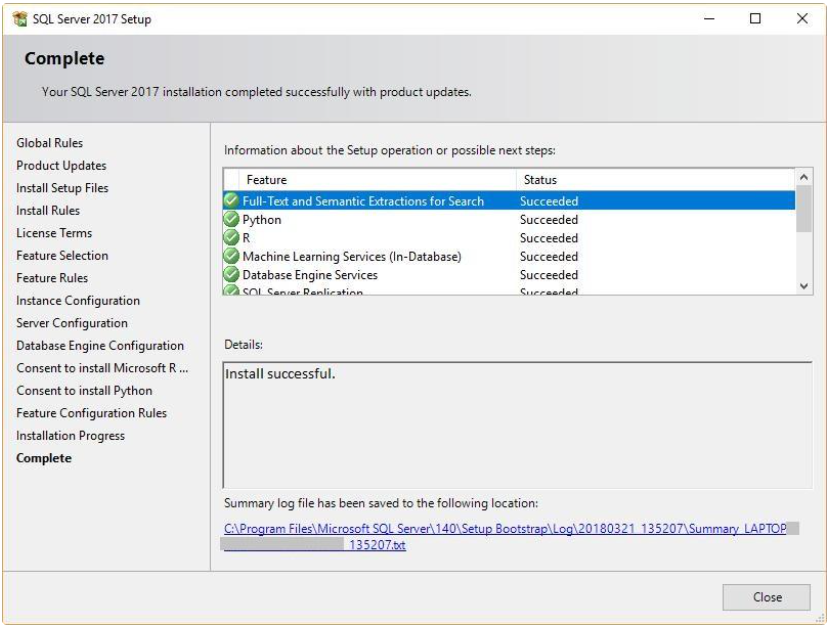 SQL Server 2017 Setup
Complete
Your SQL Server 2017 installation completed successfully with product updates.
Global Rules
Product Updates
Install Setup Files
Install Rules
License Terms
Feature Selection
Feature Rules
Instance Configuration
Server Configuration
Database Engine Configuration
Consent to install Microsoft R ...
Consent to install Python
Feature Configuration Rules
Installation Progress
Complete
Information about the Setup operation or possible next steps:
Feature Status
Full-Text and Semantic Extractions for Search Succeeded
Python Succeeded
R Succeeded
Machine Learning Services (In-Database) Succeeded
Database Engine Services Succeeded
SQL Server Replication Succeeded
Details:
Install successful.
Summary log file has been saved to the following location:
C:\Program Files\Microsoft SQL Server\140\Setup Bootstrap\Log\20180321_135207\Summary_LAPTOP
_135207.txt
Close